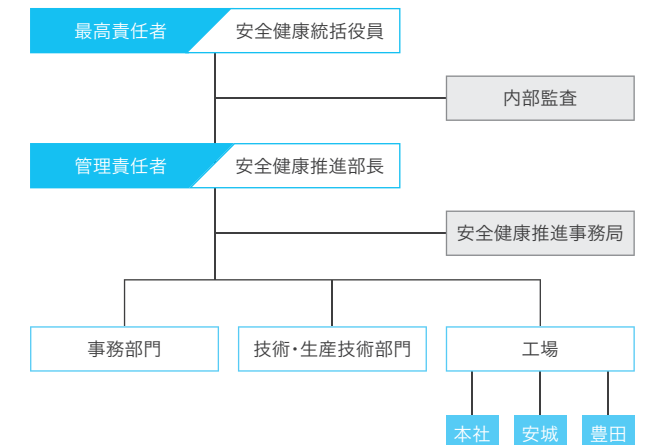 最高責任者
安全健康統括役員
内部監査
管理責任者
安全健康推進部長
安全健康推進事務局
事務部門
技術・生産技術部門
工場
本社
安城
豊田